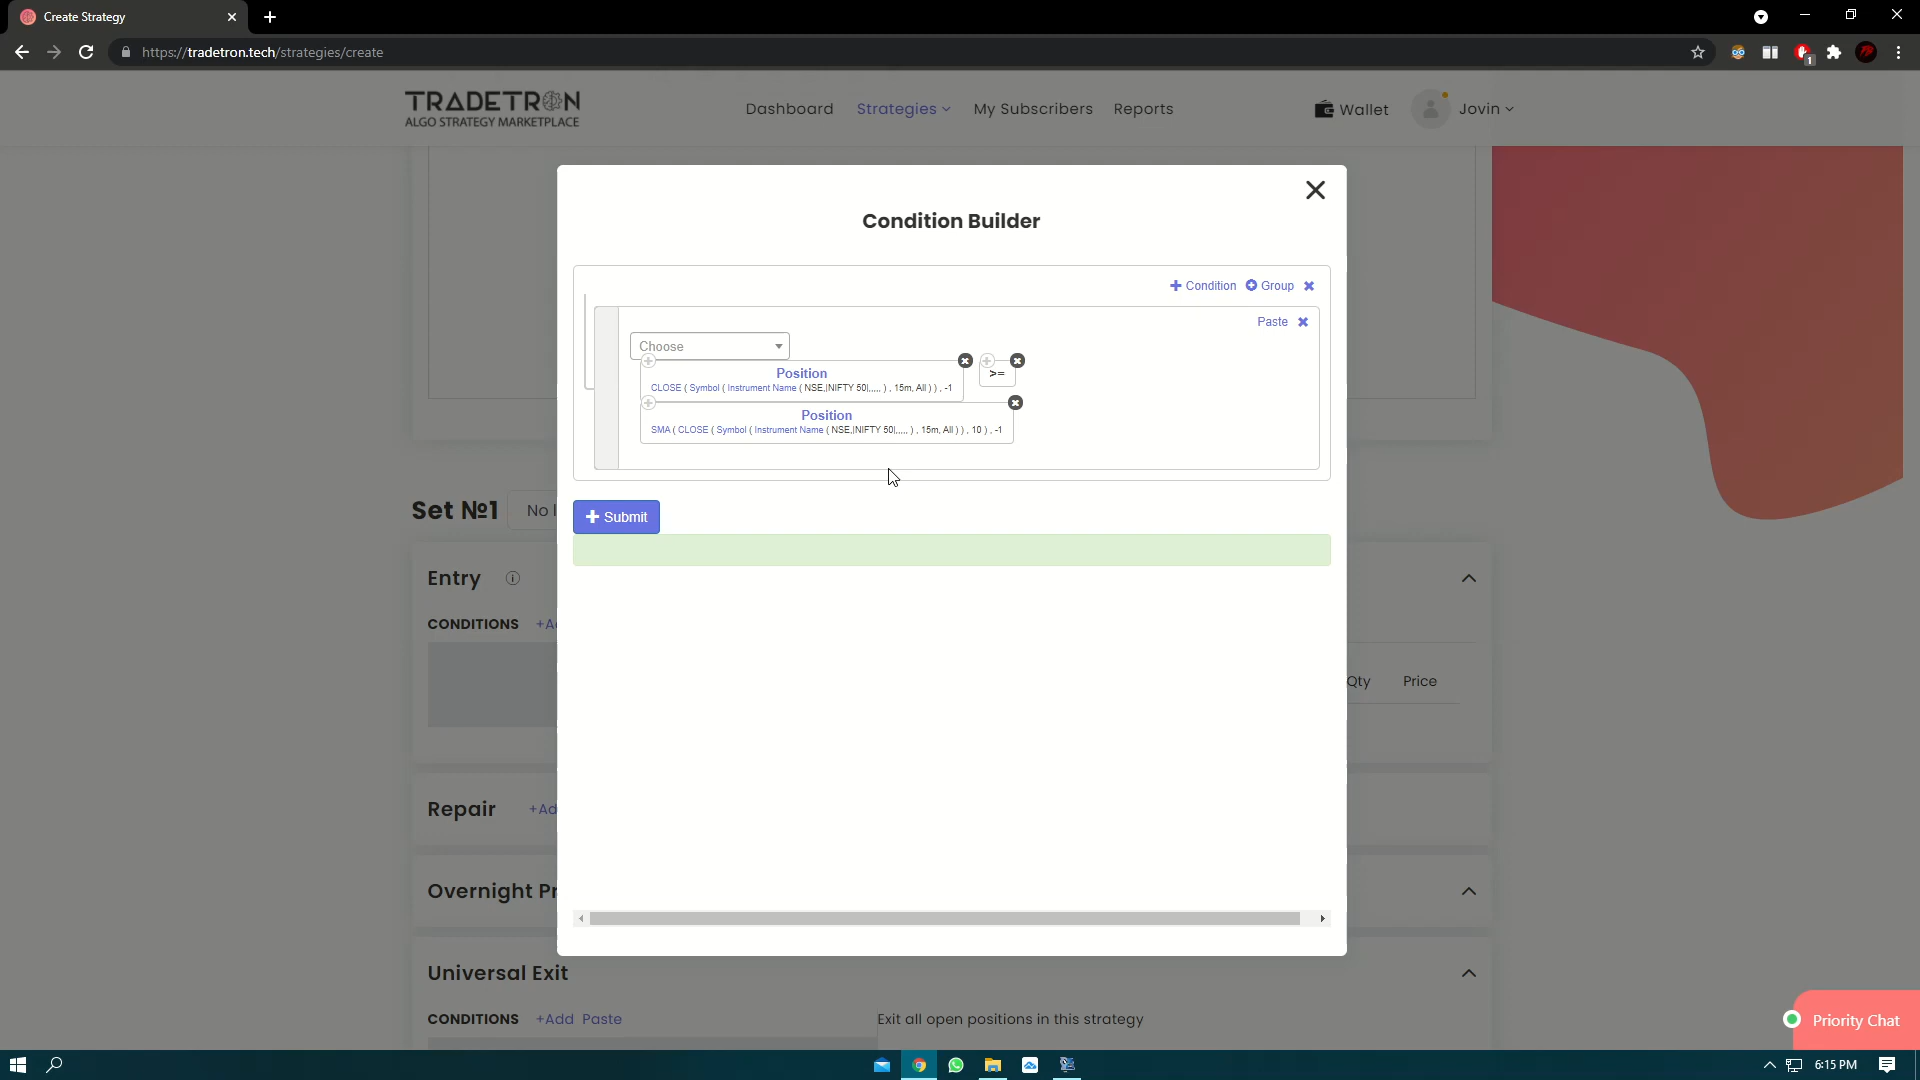 Create Strategy
https://tradetron.tech/strategies/create
1
TRADETRON
ALGO STRATEGY MARKETPLACE
Dashboard Strategies My Subscribers Reports Wallet Jovin
Condition Builder
Condition Group
Paste
Choose
Position
CLOSE ( Symbol ( Instrument Name ( NSE,|NIFTY 50|,,,,, ) , 15m, All ) ) , -1
>=
Position
SMA ( CLOSE ( Symbol ( Instrument Name ( NSE,|NIFTY 50|,,,,, ) , 15m, All ) ) , 10 ) , -1
Set №1 No
+ Submit
Entry
CONDITIONS
Qty Price
Repair
Overnight
Universal Exit
CONDITIONS +Add Paste
Exit all open positions in this strategy
Priority Chat
6:15 PM